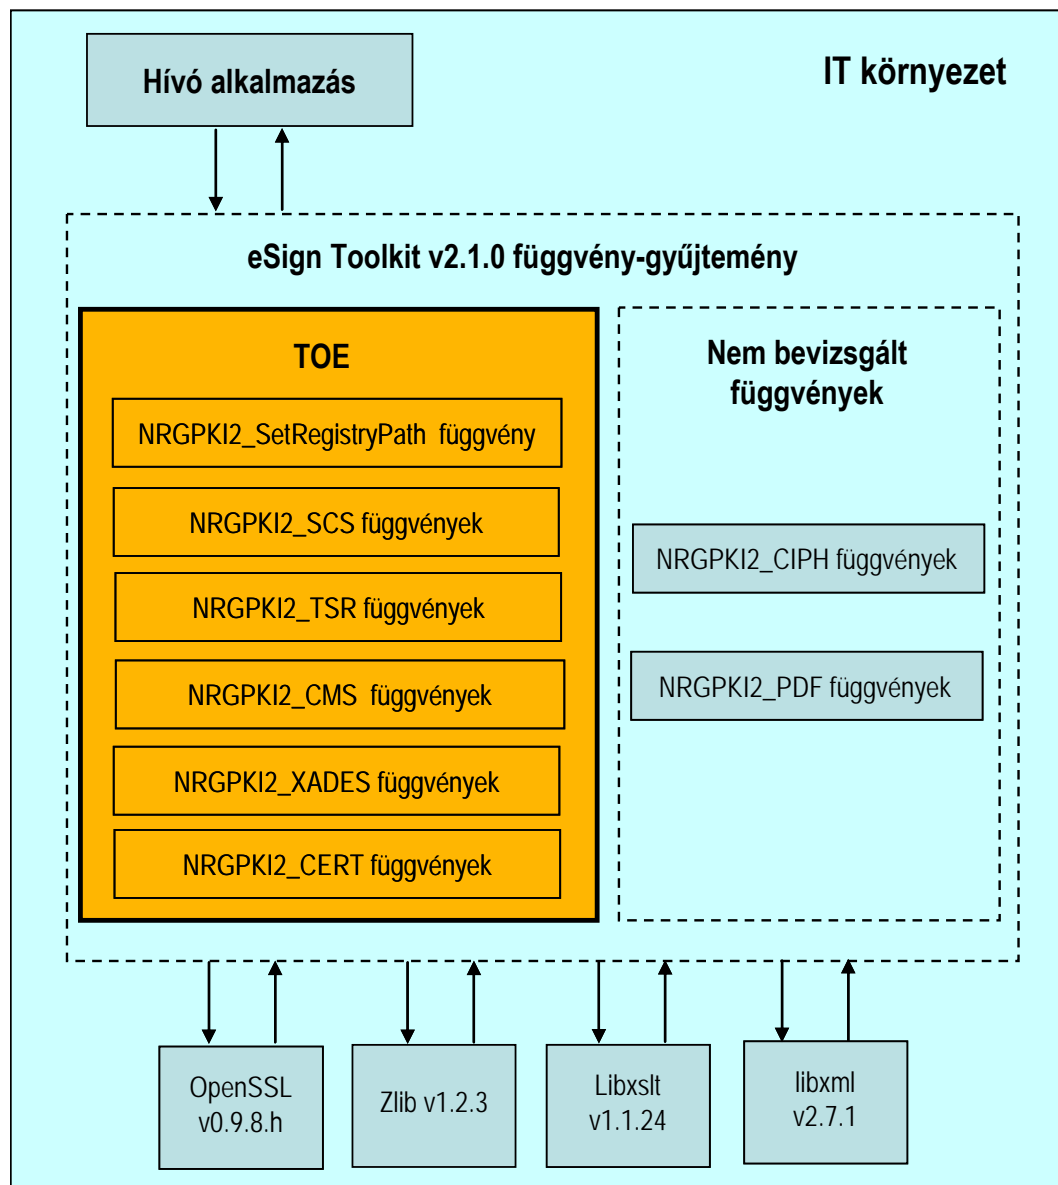 IT környezet
Hívó alkalmazás
eSign Toolkit v2.1.0 függvény-gyűjtemény
TOE
NRGPKI2_SetRegistryPath függvény
NRGPKI2_SCS függvények
NRGPKI2_TSR függvények
NRGPKI2_CMS függvények
NRGPKI2_XADES függvények
NRGPKI2_CERT függvények
Nem bevizsgált
függvények
NRGPKI2_CIPH függvények
NRGPKI2_PDF függvények
OpenSSL
v0.9.8.h
Zlib v1.2.3
Libxslt
v1.1.24
libxml
v2.7.1